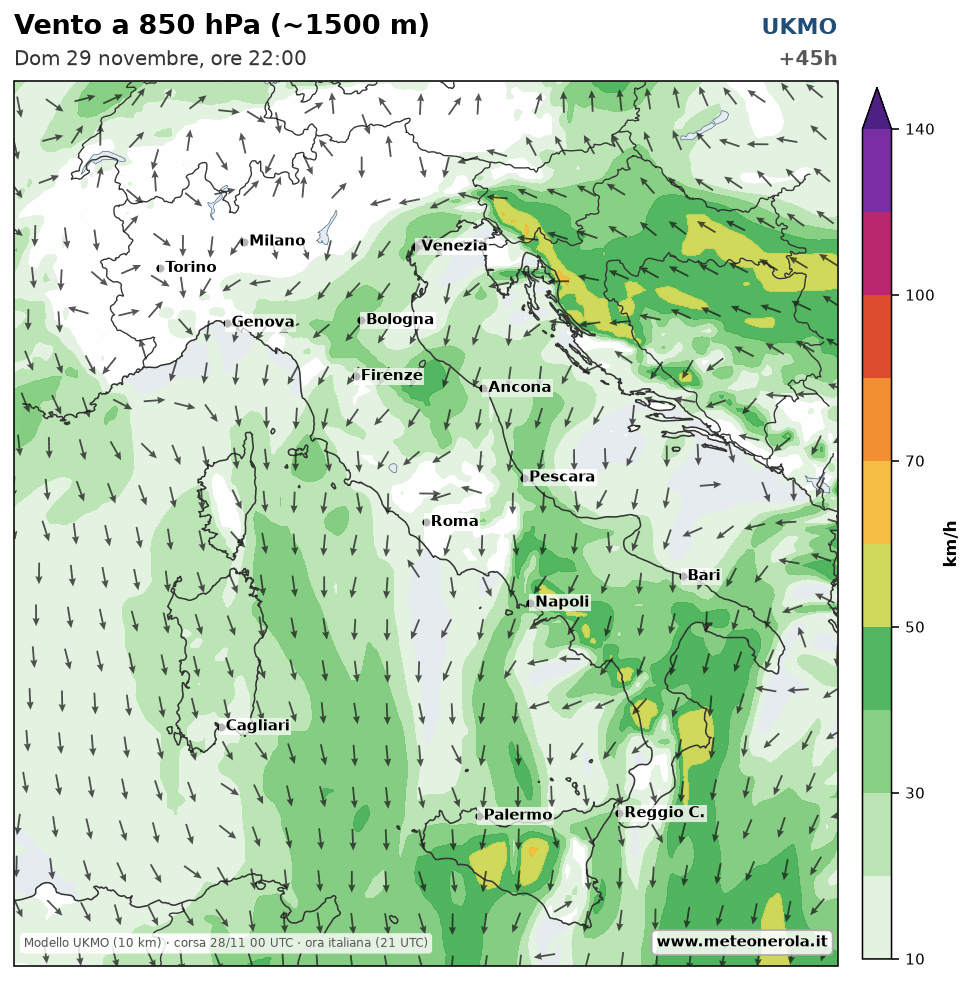 Vento a 850 hPa (~1500 m)
UKMO
Dom 29 novembre, ore 22:00
+45h
140
100
70
50
30
10
km/h
Milano
Venezia
Torino
Genova
Bologna
Firenze
Ancona
Pescara
Roma
Bari
Napoli
Cagliari
Palermo
Reggio C.
Modello UKMO (10 km) · corsa 28/11 00 UTC · ora italiana (21 UTC)
www.meteonerola.it